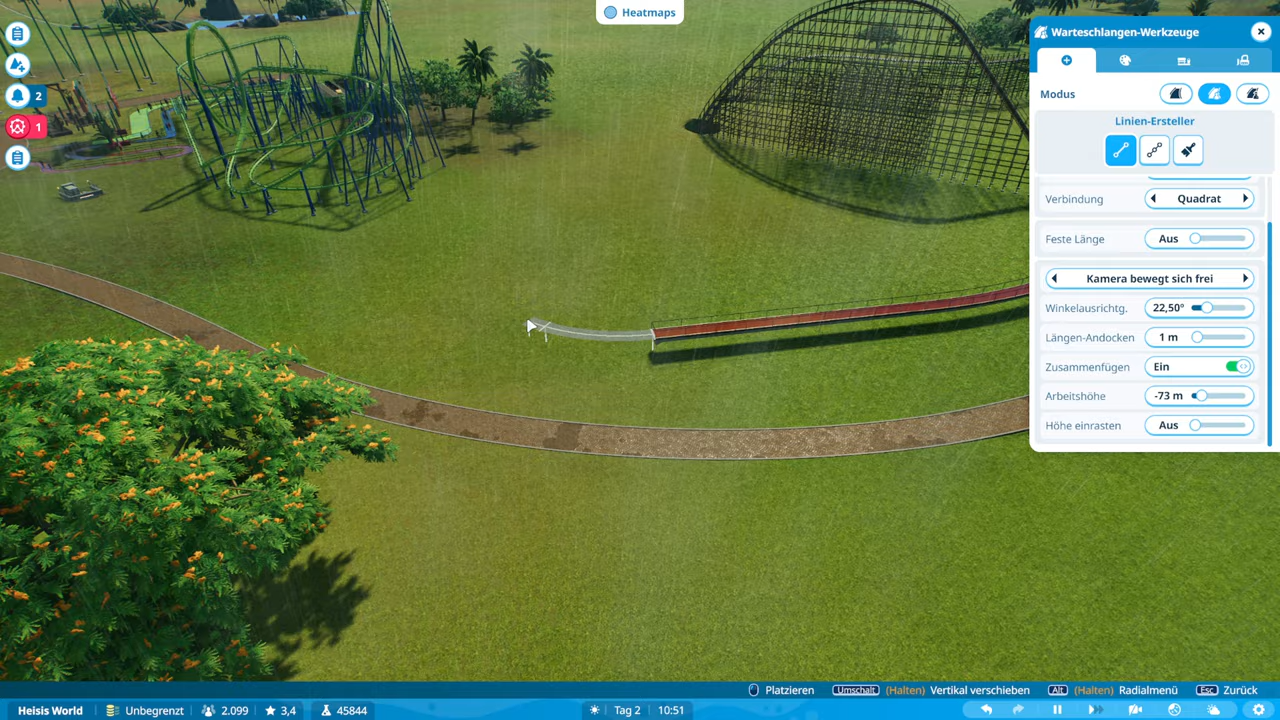 Heatmaps
2
1
Warteschlangen-Werkzeuge
Modus
Linien-Ersteller
Verbindung Quadrat
Feste Länge Aus
Kamera bewegt sich frei
Winkelausrichtg. 22,50°
Längen-Andocken 1 m
Zusammenfügen Ein
Arbeitshöhe -73 m
Höhe einrasten Aus
Platzieren Umschalt (Halten) Vertikal verschieben Alt (Halten) Radialmenü Esc Zurück
Heisis World Unbegrenzt 2.099 3,4 45844 Tag 2 10:51